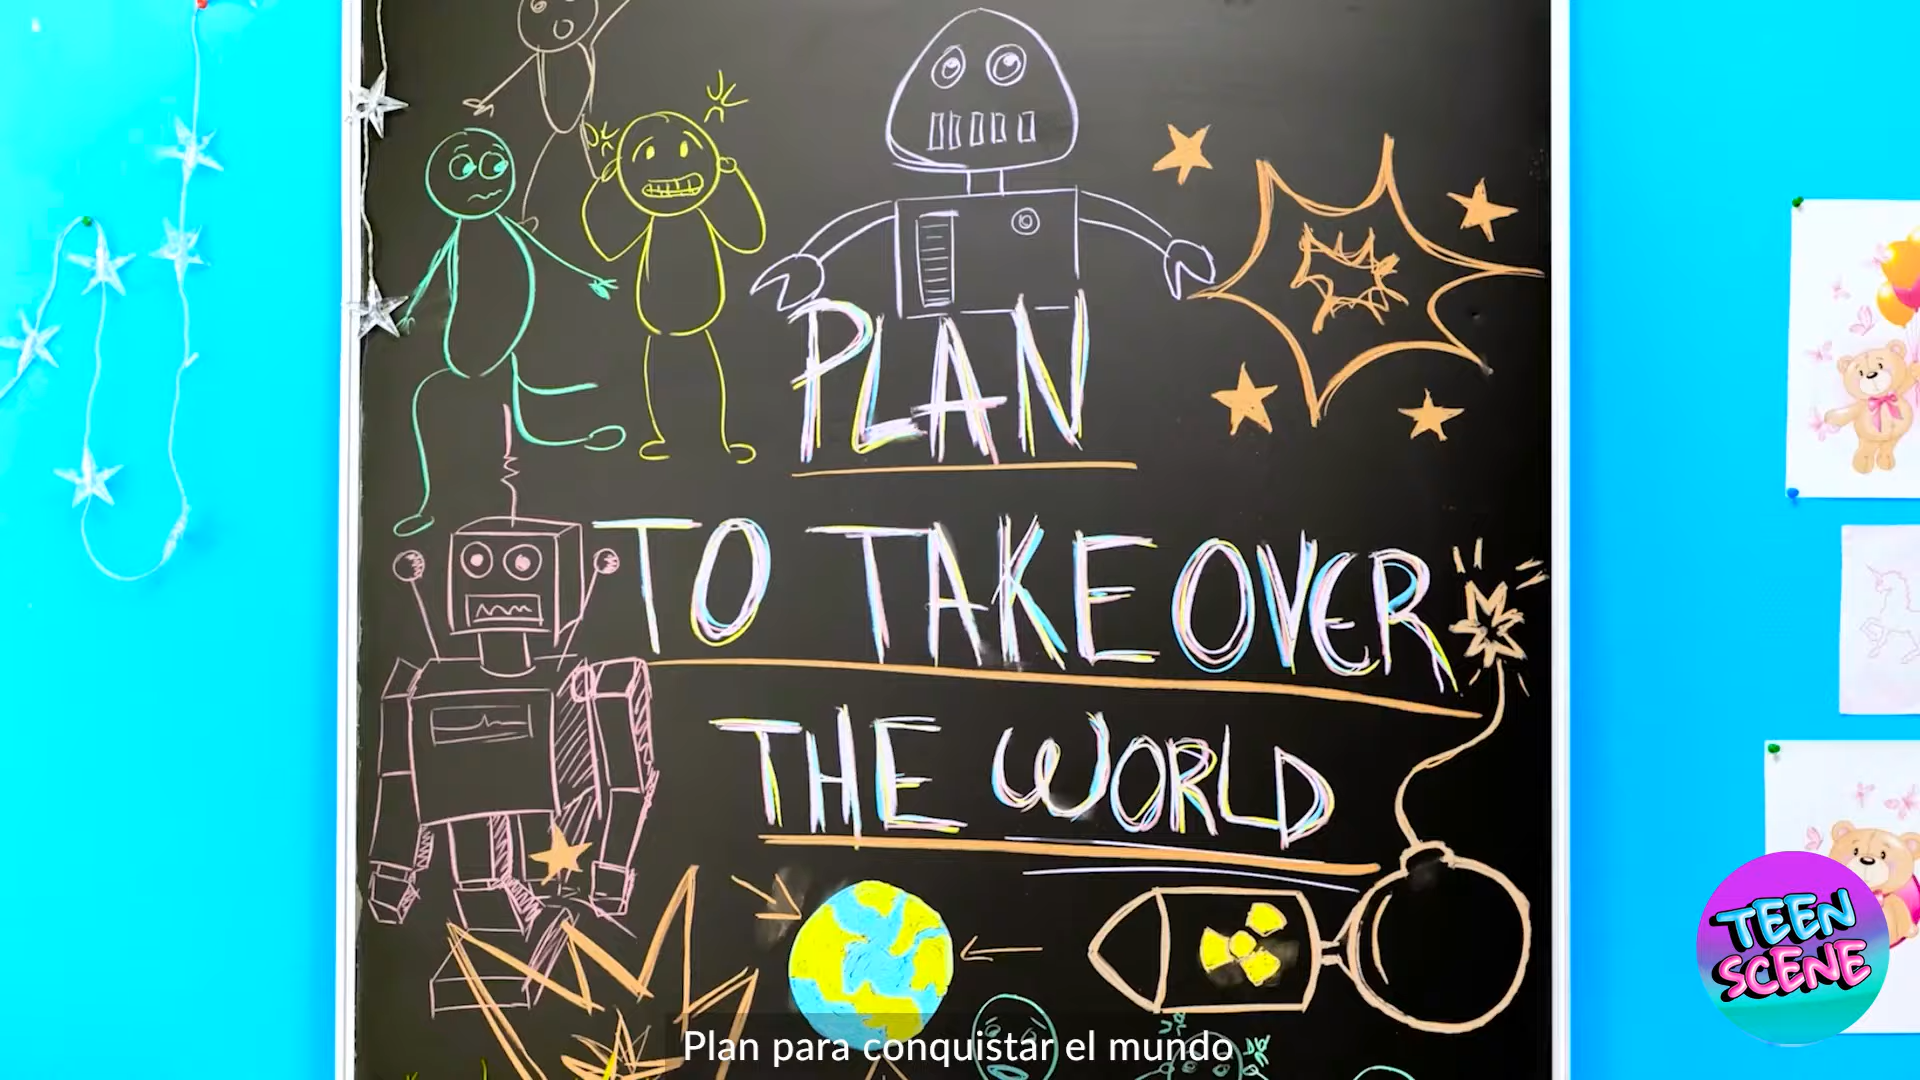 PLAN
TO TAKE OVER
THE WORLD
Plan para conquistar el mundo
TEEN
SCENE